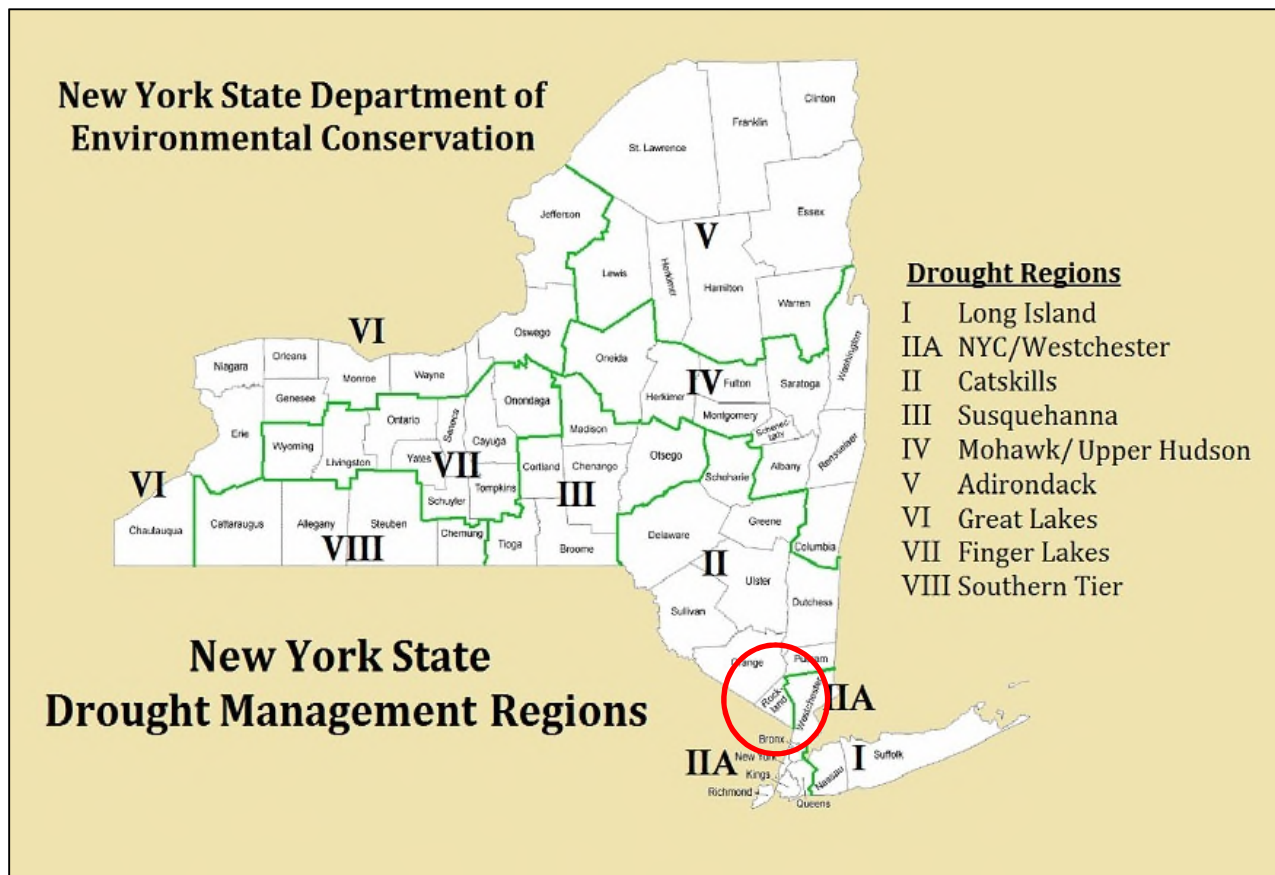 New York State Department of
Environmental Conservation
Clinton
Franklin
St. Lawrence
Jefferson
Essex
V
Lewis
Herkimer
Hamilton
Warren
VI
Oswego
Oneida
Washington
Niagara
Orleans
Monroe
Wayne
Genesee
IV
Fulton
Saratoga
Herkimer
Montgomery
Onondaga
Madison
Schenec-
tady
Erie
Wyoming
Ontario
Seneca
Cayuga
Livingston
Yates
VII
Cortland
Chenango
Otsego
Schoharie
Albany
Rensselaer
VI
Schuyler
Tompkins
III
Chautauqua
Cattaraugus
Allegany
Steuben
VIII
Chemung
Tioga
Broome
Delaware
Greene
Columbia
II
Ulster
Sullivan
Dutchess
Orange
Putnam
Rock-
land
Westchester
IIA
Bronx
New York
IIA
Kings
Richmond
Queens
Nassau
I
Suffolk
Drought Regions
I Long Island
IIA NYC/Westchester
II Catskills
III Susquehanna
IV Mohawk/Upper Hudson
V Adirondack
VI Great Lakes
VII Finger Lakes
VIII Southern Tier
New York State
Drought Management Regions